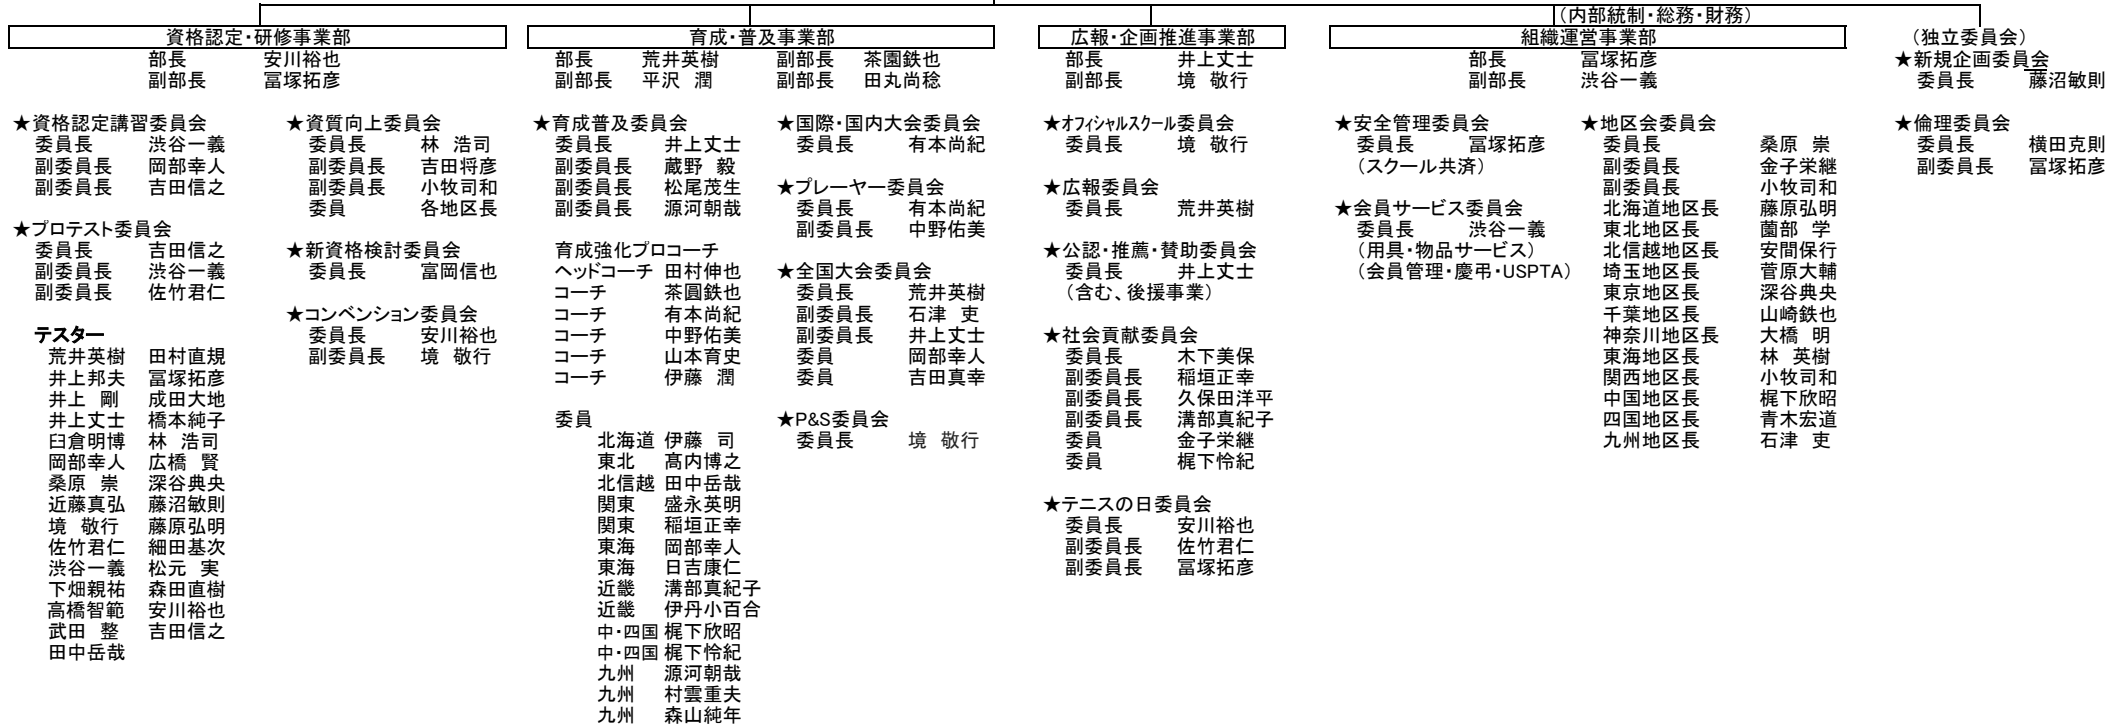 (内部統制・総務・財務)
資格認定・研修事業部
部長 安川裕也
副部長 冨塚拓彦
★資格認定講習委員会
委員長 渋谷一義
副委員長 岡部幸人
副委員長 吉田信之
★プロテスト委員会
委員長 吉田信之
副委員長 渋谷一義
副委員長 佐竹君仁
テスター
荒井英樹 田村直規
井上邦夫 冨塚拓彦
井上 剛 成田大地
井上丈士 橋本純子
臼倉明博 林 浩司
岡部幸人 広橋 賢
桑原 崇 深谷典央
近藤真弘 藤沼敏則
境 敬行 藤原弘明
佐竹君仁 細田基次
渋谷一義 松元 実
下畑親祐 森田直樹
高橋智範 安川裕也
武田 整 吉田信之
田中岳哉
★資質向上委員会
委員長 林 浩司
副委員長 吉田将彦
副委員長 小牧司和
委員 各地区長
★新資格検討委員会
委員長 富岡信也
★コンベンション委員会
委員長 安川裕也
副委員長 境 敬行
育成・普及事業部
部長 荒井英樹 副部長 茶園鉄也
副部長 平沢 潤 副部長 田丸尚稔
★育成普及委員会
委員長 井上丈士
副委員長 蔵野 毅
副委員長 松尾茂生
副委員長 源河朝哉
育成強化プロコーチ
ヘッドコーチ 田村伸也
コーチ 茶圓鉄也
コーチ 有本尚紀
コーチ 中野佑美
コーチ 山本育史
コーチ 伊藤 潤
委員
北海道 伊藤 司
東北 髙内博之
北信越 田中岳哉
関東 盛永英明
関東 稲垣正幸
東海 岡部幸人
東海 日吉康仁
近畿 溝部真紀子
近畿 伊丹小百合
中・四国 梶下欣昭
中・四国 梶下怜紀
九州 源河朝哉
九州 村雲重夫
九州 森山純年
★国際・国内大会委員会
委員長 有本尚紀
★プレーヤー委員会
委員長 有本尚紀
副委員長 中野佑美
★全国大会委員会
委員長 荒井英樹
副委員長 石津 吏
副委員長 井上丈士
委員 岡部幸人
委員 吉田真幸
★P&S委員会
委員長 境 敬行
広報・企画推進事業部
部長 井上丈士
副部長 境 敬行
★オフィシャルスクール委員会
委員長 境 敬行
★広報委員会
委員長 荒井英樹
★公認・推薦・賛助委員会
委員長 井上丈士
(含む、後援事業)
★社会貢献委員会
委員長 木下美保
副委員長 稲垣正幸
副委員長 久保田洋平
副委員長 溝部真紀子
委員 金子栄継
委員 梶下怜紀
★テニスの日委員会
委員長 安川裕也
副委員長 佐竹君仁
副委員長 冨塚拓彦
組織運営事業部
部長 冨塚拓彦
副部長 渋谷一義
★安全管理委員会
委員長 冨塚拓彦
(スクール共済)
★会員サービス委員会
委員長 渋谷一義
(用具・物品サービス)
(会員管理・慶弔・USPTA)
★地区会委員会
委員長 桑原 崇
副委員長 金子栄継
副委員長 小牧司和
北海道地区長 藤原弘明
東北地区長 薗部 学
北信越地区長 安間保行
埼玉地区長 菅原大輔
東京地区長 深谷典央
千葉地区長 山崎鉄也
神奈川地区長 大橋 明
東海地区長 林 英樹
関西地区長 小牧司和
中国地区長 梶下欣昭
四国地区長 青木宏道
九州地区長 石津 吏
(独立委員会)
★新規企画委員会
委員長 藤沼敏則
★倫理委員会
委員長 横田克則
副委員長 冨塚拓彦